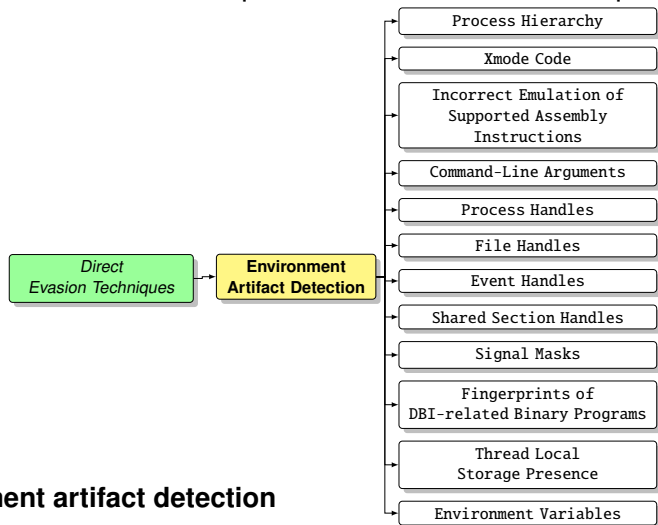 Process Hierarchy
Xmode Code
Incorrect Emulation of
Supported Assembly
Instructions
Command-Line Arguments
Process Handles
File Handles
Direct
Evasion Techniques
Environment
Artifact Detection
Event Handles
Shared Section Handles
Signal Masks
Fingerprints of
DBI-related Binary Programs
Thread Local
Storage Presence
artifact detection
Environment Variables